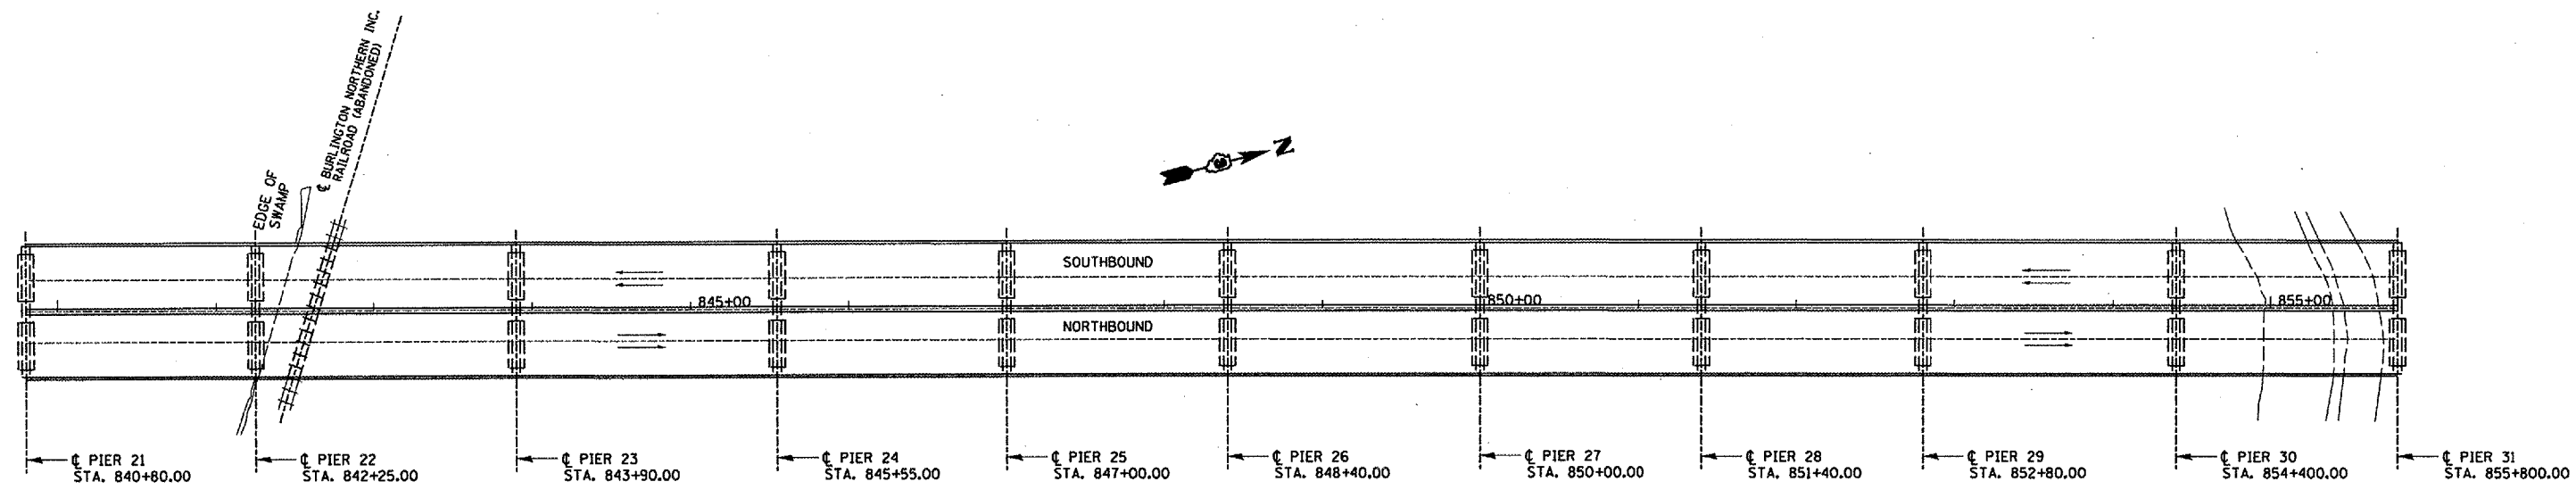 ℄ BURLINGTON NORTHERN INC.
RAILROAD (ABANDONED)
EDGE OF
SWAMP
N
SOUTHBOUND
845+00
850+00
855+00
NORTHBOUND
℄ PIER 21
STA. 840+80.00
℄ PIER 22
STA. 842+25.00
℄ PIER 23
STA. 843+90.00
℄ PIER 24
STA. 845+55.00
℄ PIER 25
STA. 847+00.00
℄ PIER 26
STA. 848+40.00
℄ PIER 27
STA. 850+00.00
℄ PIER 28
STA. 851+40.00
℄ PIER 29
STA. 852+80.00
℄ PIER 30
STA. 854+400.00
℄ PIER 31
STA. 855+800.00